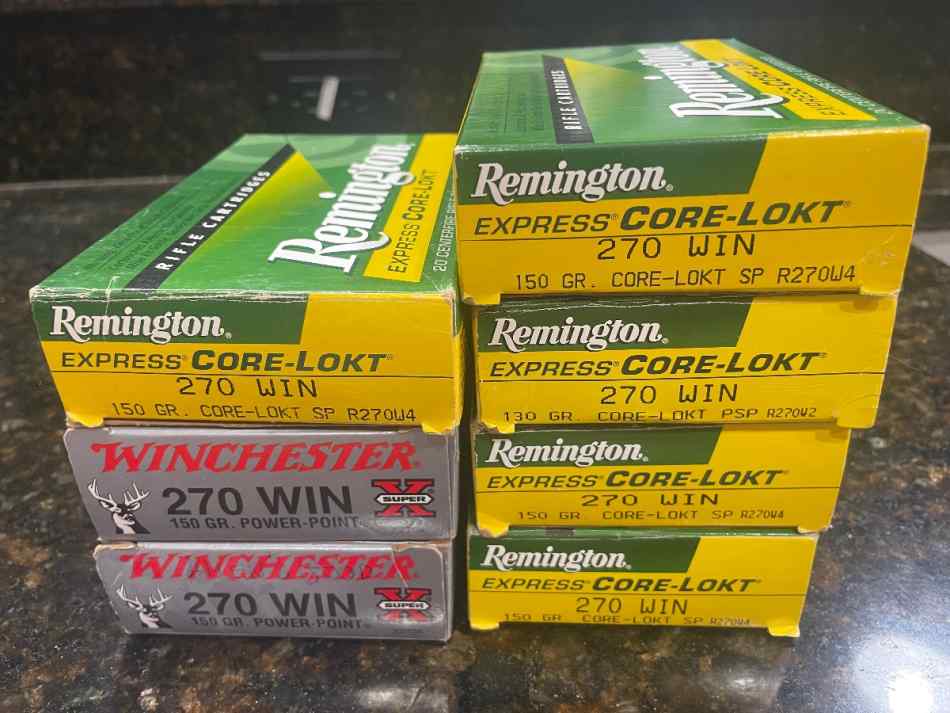 RIFLE CARTRIDGES
Remington
EXPRESS CORE-LOKT
20 CENTERFIRE
Remington®
EXPRESS® CORE-LOKT®
270 WIN
150 GR. CORE-LOKT SP R270W4
WINCHESTER
270 WIN
SUPER X
150 GR. POWER-POINT
WINCHESTER
270 WIN
SUPER X
150 GR. POWER-POINT
RIFLE CARTRIDGES
Remington
EXPRESS CORE-LOKT
Remington®
EXPRESS® CORE-LOKT®
270 WIN
150 GR. CORE-LOKT SP R270W4
Remington®
EXPRESS® CORE-LOKT®
270 WIN
130 GR. CORE-LOKT PSP R270W2
Remington®
EXPRESS® CORE-LOKT®
270 WIN
150 GR. CORE-LOKT SP R270W4
Remington®
EXPRESS® CORE-LOKT®
270 WIN
150 GR. CORE-LOKT SP R270W4